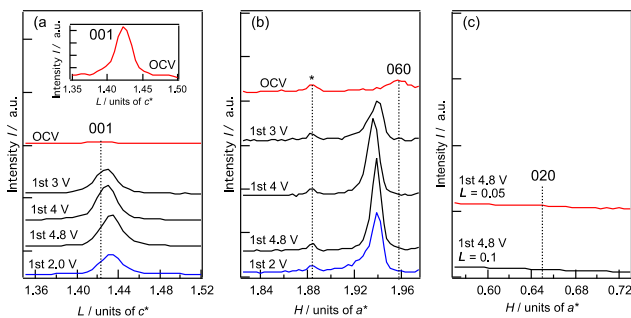 (a)
001
OCV
Intensity I / a.u.
1.35 1.40 1.45 1.50
L / units of c*
OCV
001
1st 3 V
1st 4 V
1st 4.8 V
1st 2.0 V
Intensity I / a.u.
1.36 1.40 1.44 1.48 1.52
L / units of c*
(b)
OCV
*
060
1st 3 V
1st 4 V
1st 4.8 V
1st 2 V
Intensity I / a.u.
1.84 1.88 1.92 1.96
H / units of a*
(c)
1st 4.8 V
L = 0.05
020
1st 4.8 V
L = 0.1
Intensity I / a.u.
0.60 0.64 0.68 0.72
H / units of a*